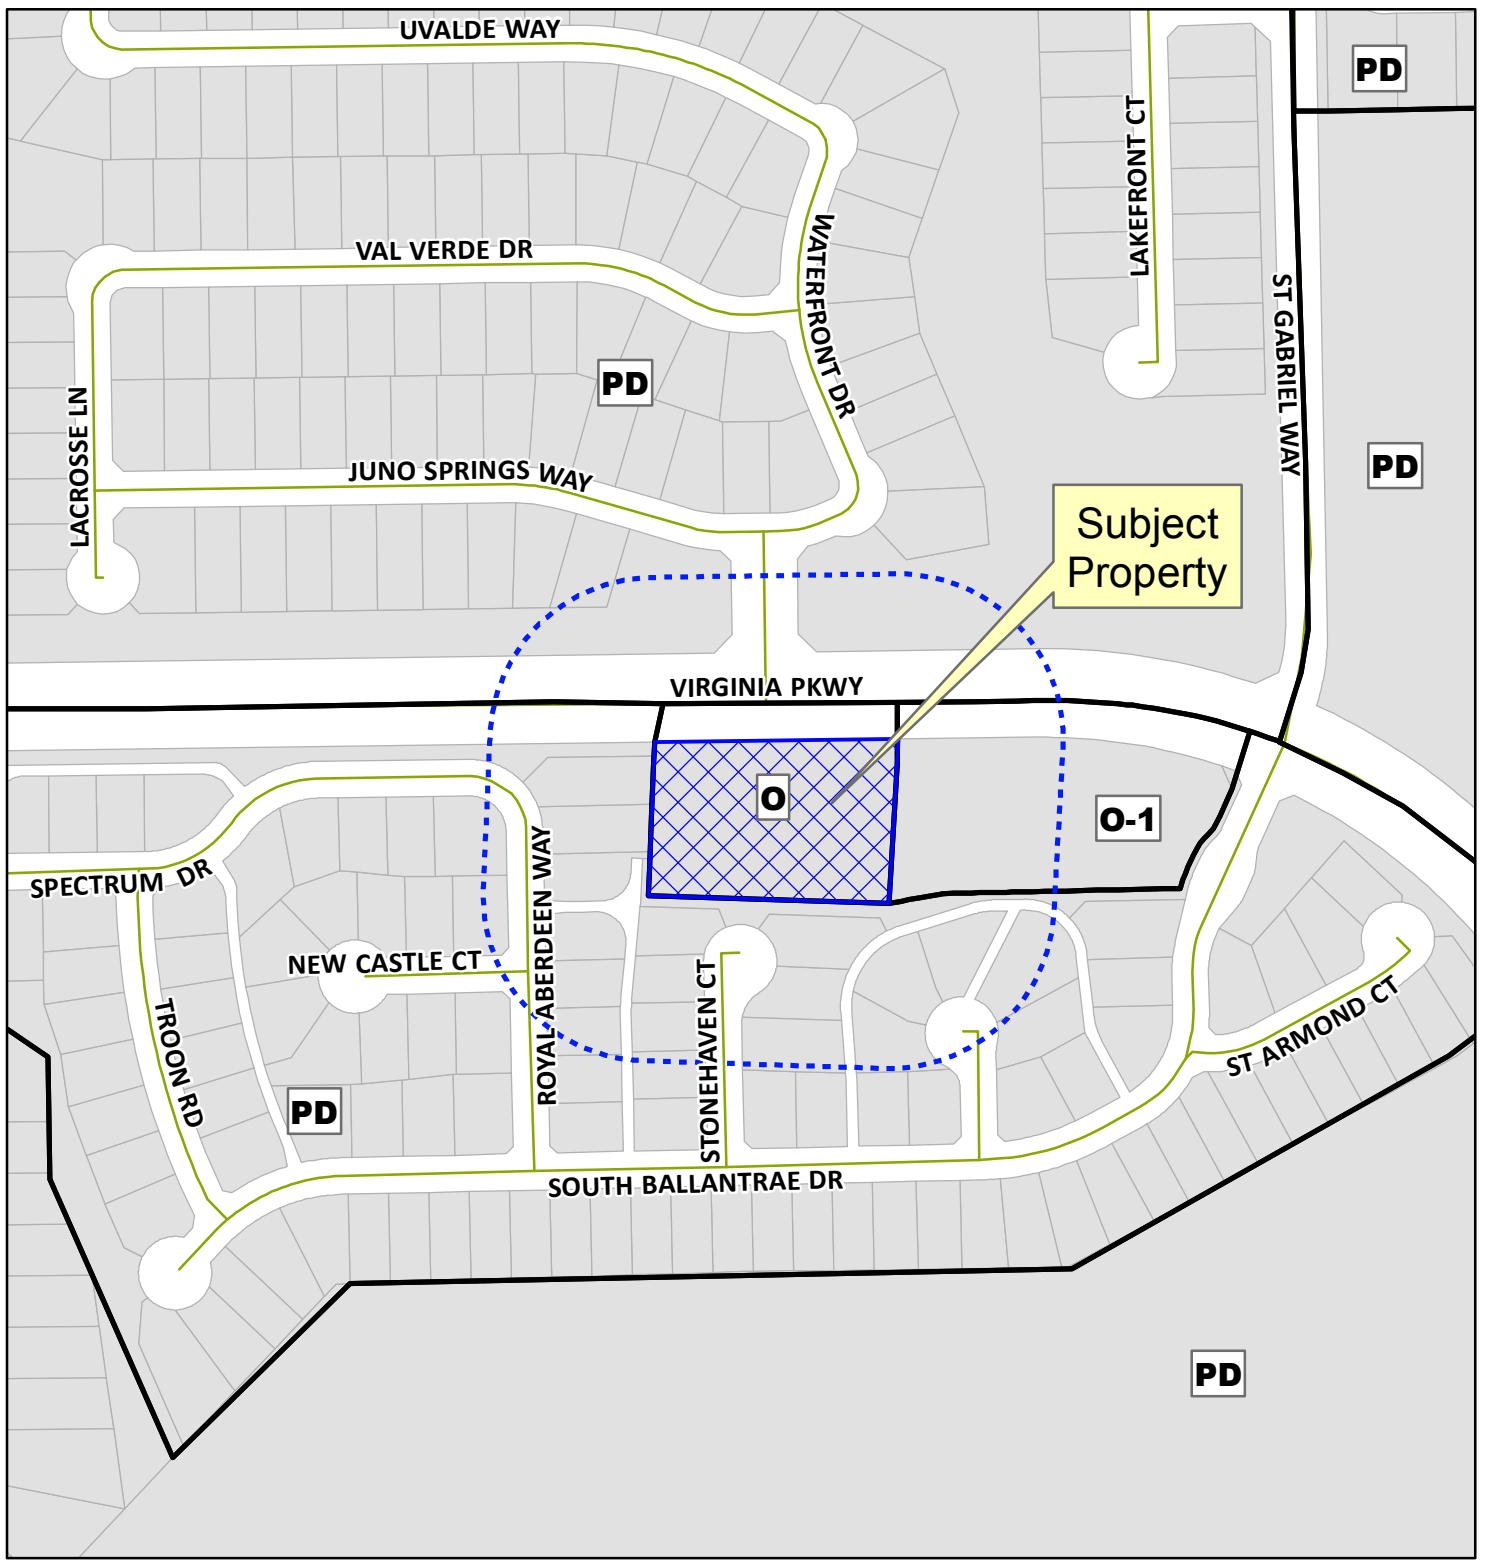 UVALDE WAY
PD
LAKEFRONT CT
VAL VERDE DR
WATERFRONT DR
ST GABRIEL WAY
PD
LACROSSE LN
JUNO SPRINGS WAY
PD
Subject
Property
VIRGINIA PKWY
O
O-1
SPECTRUM DR
ROYAL ABERDEEN WAY
NEW CASTLE CT
STONEHAVEN CT
TROON RD
ST ARMOND CT
PD
SOUTH BALLANTRAE DR
PD